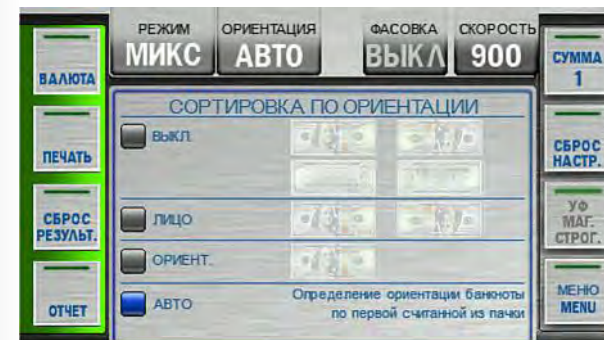 РЕЖИМ
МИКС
ОРИЕНТАЦИЯ
АВТО
ФАСОВКА
ВЫКЛ
СКОРОСТЬ
900
ВАЛЮТА
ПЕЧАТЬ
СБРОС
РЕЗУЛЬТ.
ОТЧЕТ
СОРТИРОВКА ПО ОРИЕНТАЦИИ
ВЫКЛ.
ЛИЦО
ОРИЕНТ.
АВТО
Определение ориентации банкноты
по первой считанной из пачки
СУММА
1
СБРОС
НАСТР.
УФ
МАГ.
СТРОГ.
МЕНЮ
MENU